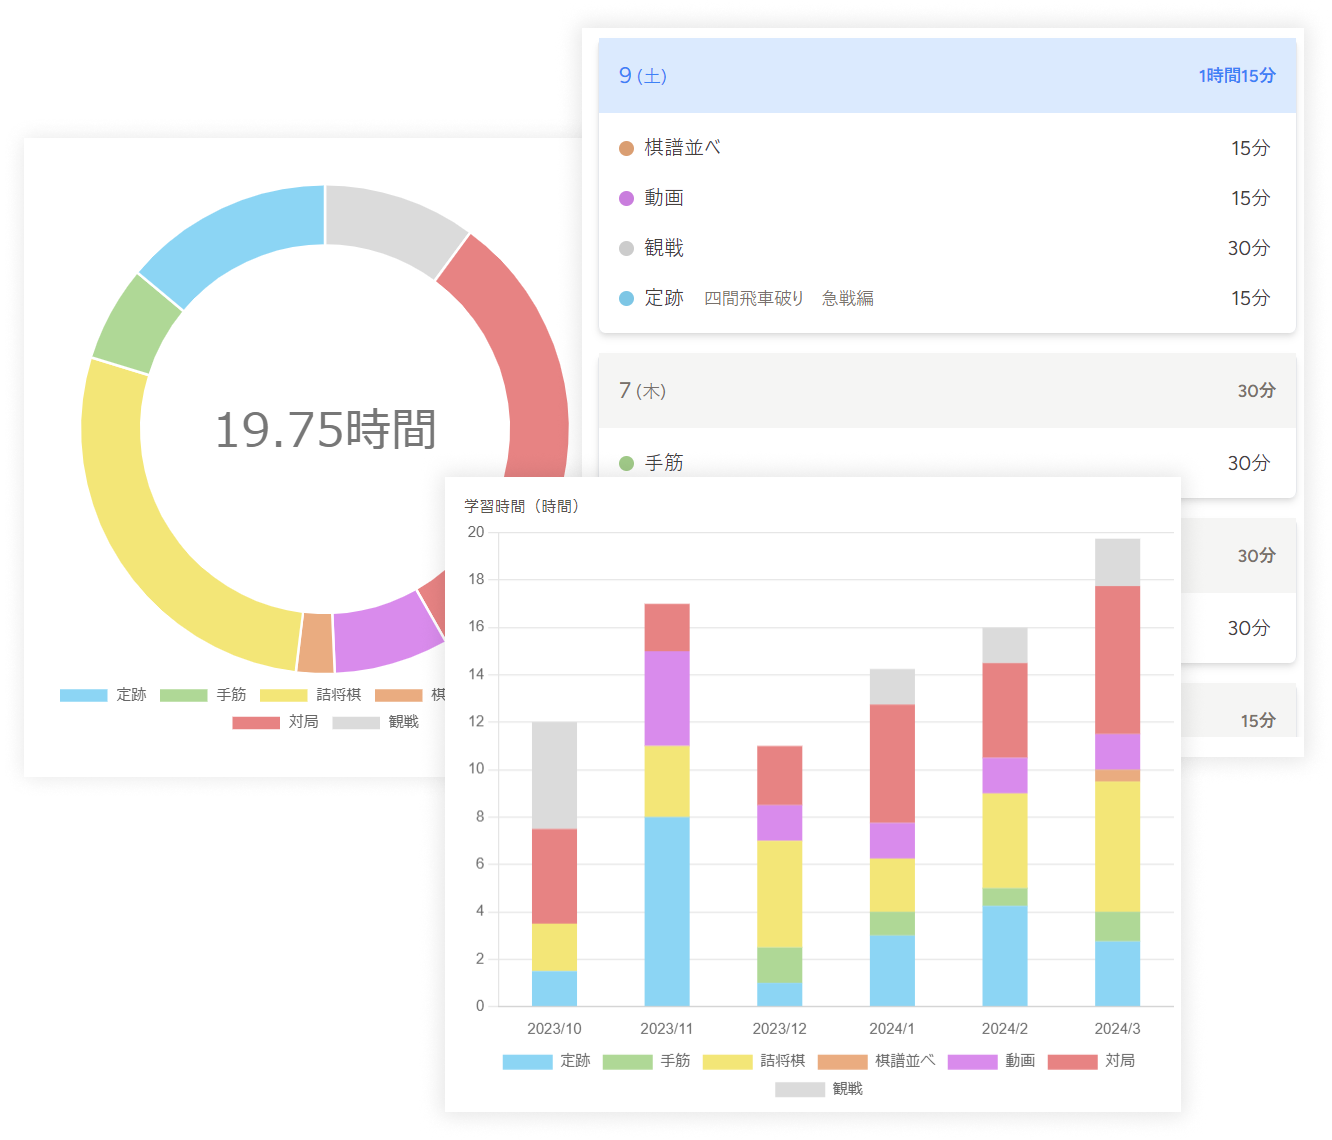 9 (土) 1時間15分
棋譜並べ 15分
動画 15分
観戦 30分
定跡 四間飛車破り 急戦編 15分
7 (木) 30分
手筋 30分
30分
30分
15分
19.75時間
定跡 手筋 詰将棋 棋
対局 観戦
学習時間（時間）
20
18
16
14
12
10
8
6
4
2
0
2023/10 2023/11 2023/12 2024/1 2024/2 2024/3
定跡 手筋 詰将棋 棋譜並べ 動画 対局
観戦